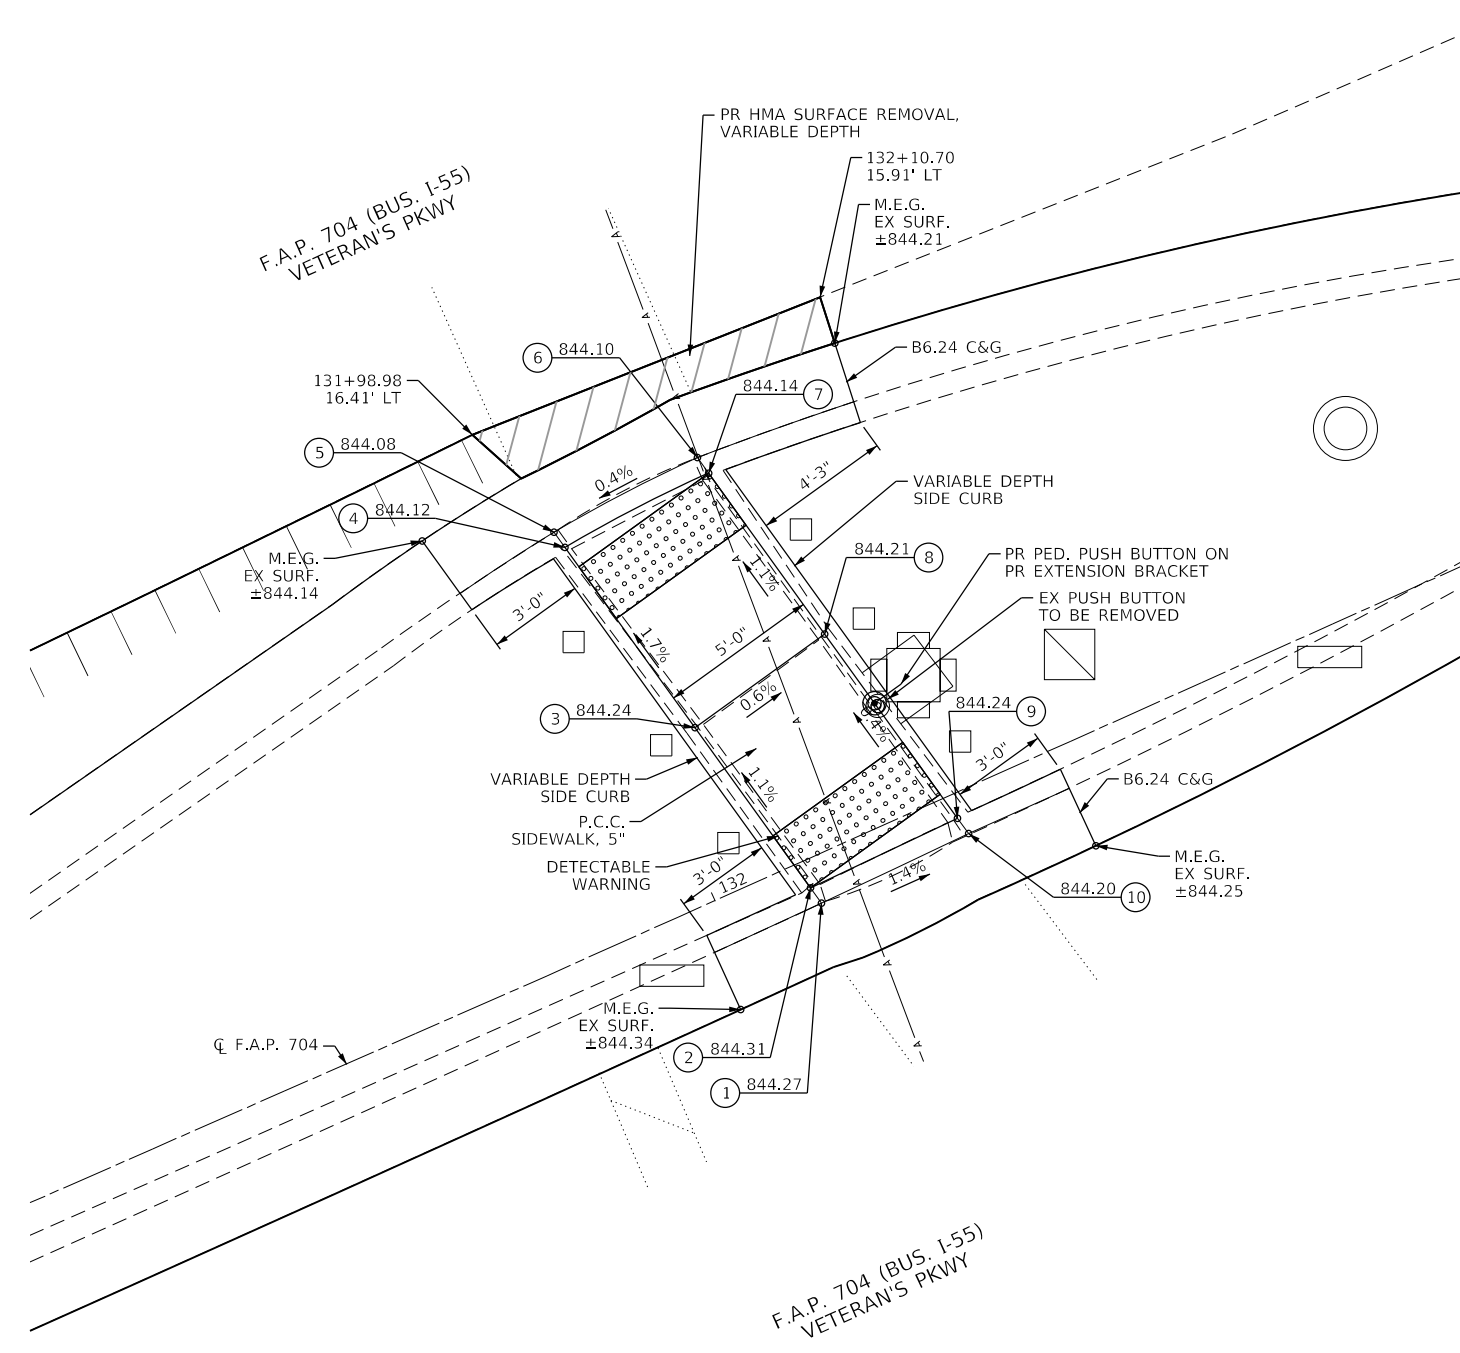 PR HMA SURFACE REMOVAL,
VARIABLE DEPTH
132+10.70
15.91' LT
F.A.P. 704 (BUS. I-55)
VETERAN'S PKWY
M.E.G.
EX SURF.
±844.21
A
A
6 844.10
B6.24 C&G
131+98.98
16.41' LT
844.14 7
5 844.08
0.4%
4'-3"
VARIABLE DEPTH
SIDE CURB
4 844.12
M.E.G.
EX SURF.
±844.14
A
1.1%
844.21 8
PR PED. PUSH BUTTON ON
PR EXTENSION BRACKET
EX PUSH BUTTON
TO BE REMOVED
3'-0"
1.7%
5'-0"
A
0.6%
3 844.24
A
844.24 9
3'-0"
VARIABLE DEPTH
SIDE CURB
1.1%
B6.24 C&G
P.C.C.
SIDEWALK, 5"
DETECTABLE
WARNING
3'-0"
132
A
1.4%
M.E.G.
EX SURF.
±844.25
844.20 10
A
M.E.G.
EX SURF.
±844.34
℄ F.A.P. 704
A
2 844.31
1 844.27
F.A.P. 704 (BUS. I-55)
VETERAN'S PKWY